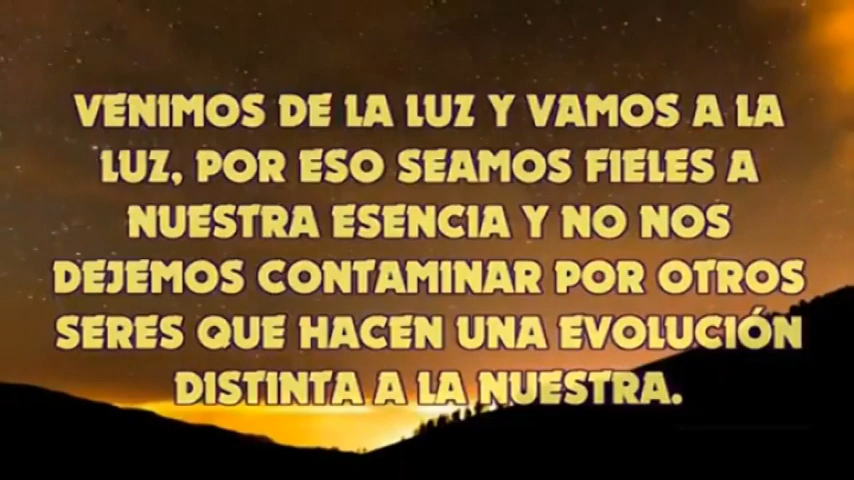 VENIMOS DE LA LUZ Y VAMOS A LA
LUZ, POR ESO SEAMOS FIELES A
NUESTRA ESENCIA Y NO NOS
DEJEMOS CONTAMINAR POR OTROS
SERES QUE HACEN UNA EVOLUCIÓN
DISTINTA A LA NUESTRA.